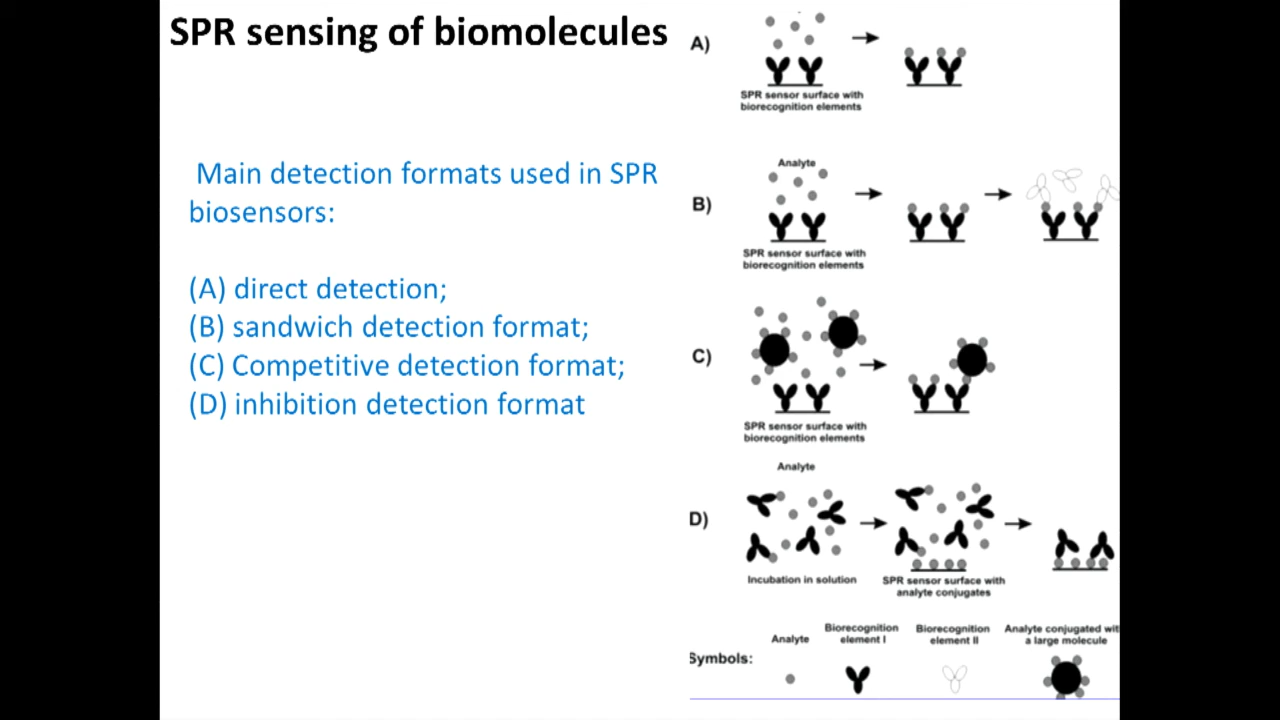 SPR sensing of biomolecules
Main detection formats used in SPR
biosensors:
(A) direct detection;
(B) sandwich detection format;
(C) Competitive detection format;
(D) inhibition detection format
A)
SPR sensor surface with
biorecognition elements
Analyte
B)
SPR sensor surface with
biorecognition elements
C)
SPR sensor surface with
biorecognition elements
Analyte
D)
Incubation in solution
SPR sensor surface with
analyte conjugates
Symbols:
Analyte
Biorecognition
element I
Biorecognition
element II
Analyte conjugated wit
a large molecule